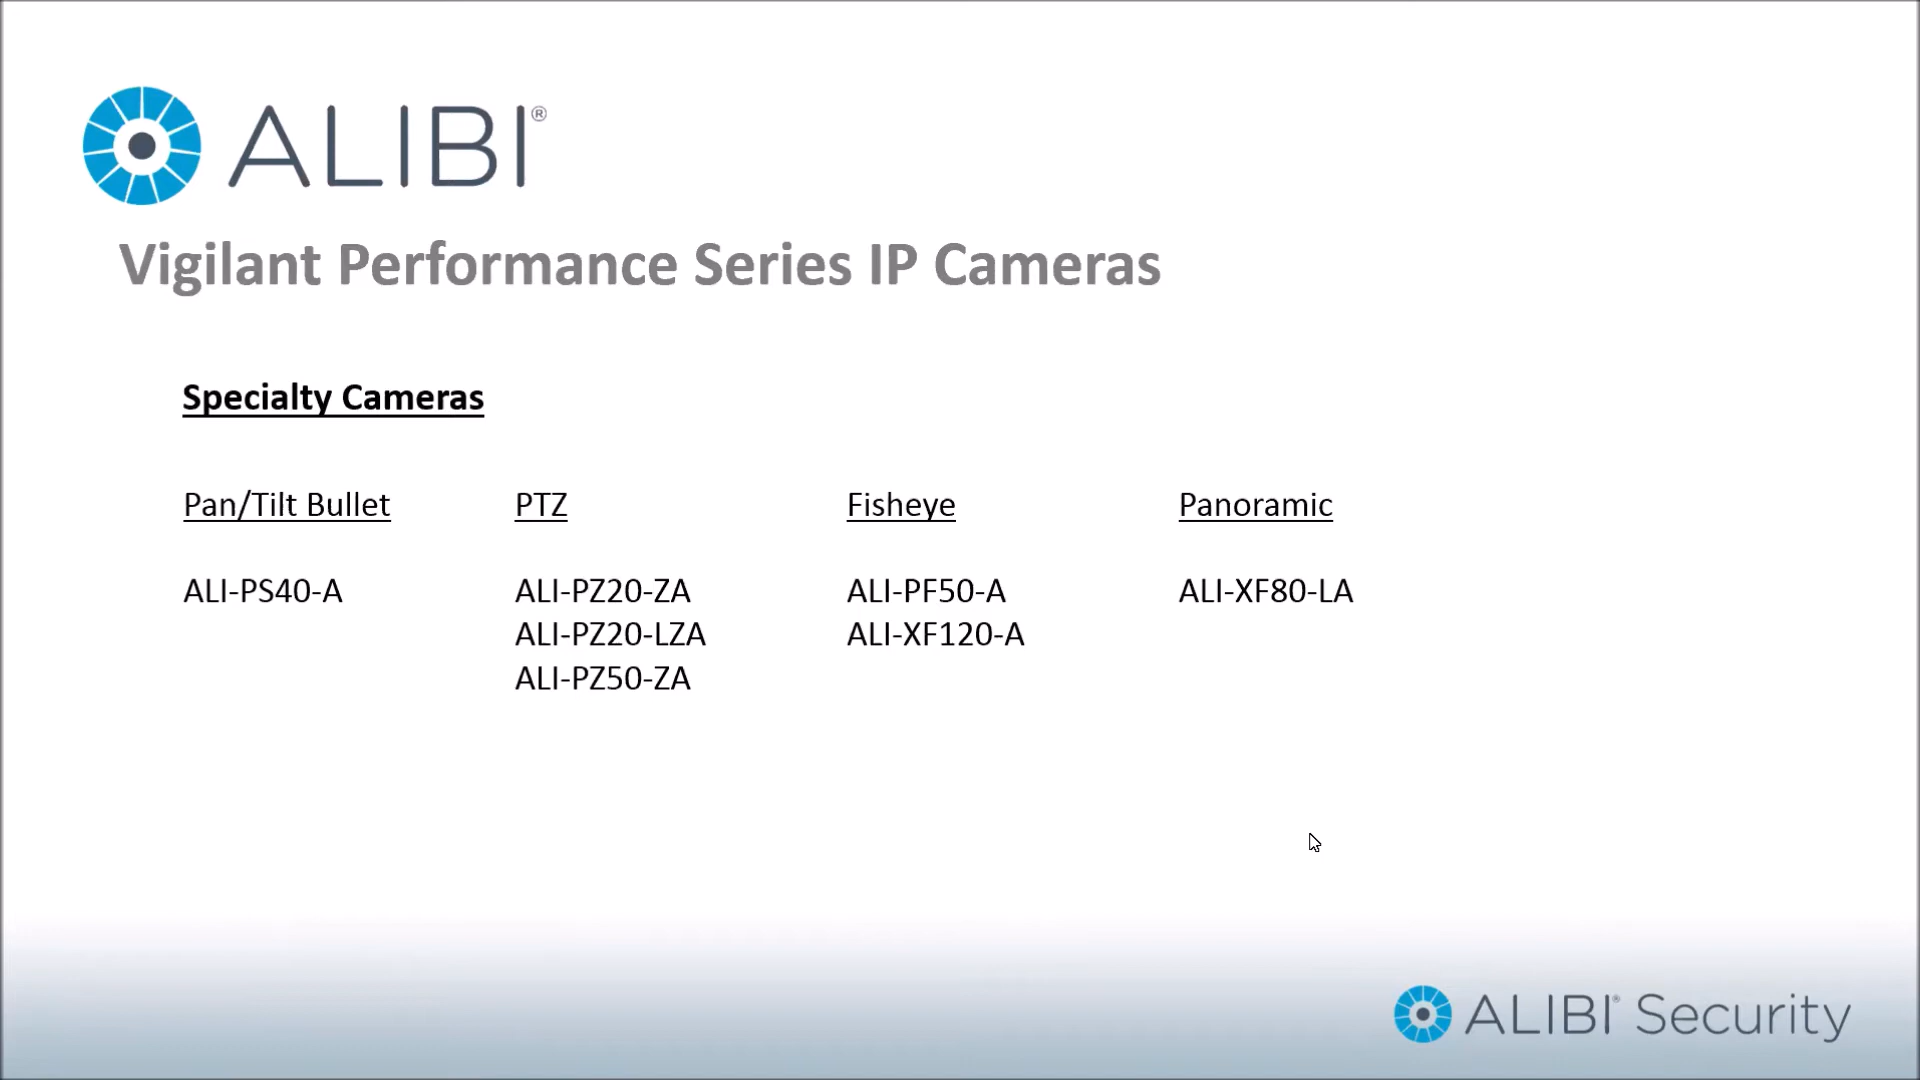 ALIBI®
Vigilant Performance Series IP Cameras
Specialty Cameras
Pan/Tilt Bullet
ALI-PS40-A
PTZ
ALI-PZ20-ZA
ALI-PZ20-LZA
ALI-PZ50-ZA
Fisheye
ALI-PF50-A
ALI-XF120-A
Panoramic
ALI-XF80-LA
ALIBI® Security